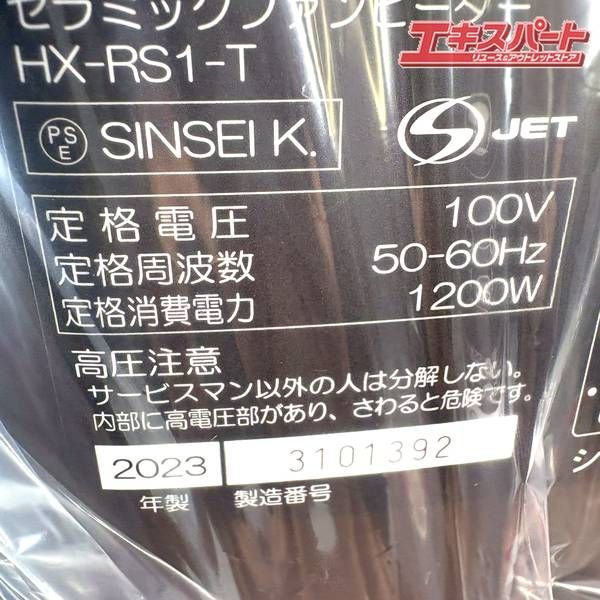 セラミックファンヒーター
エキスパート
リユース&アウトレットストア
HX-RS1-T
PSE SINSEI K.
S JET
定格電圧 100V
定格周波数 50-60Hz
定格消費電力 1200W
高圧注意
サービスマン以外の人は分解しない。
内部に高電圧部があり、さわると危険です。
2023 3101392
年製 製造番号
シ